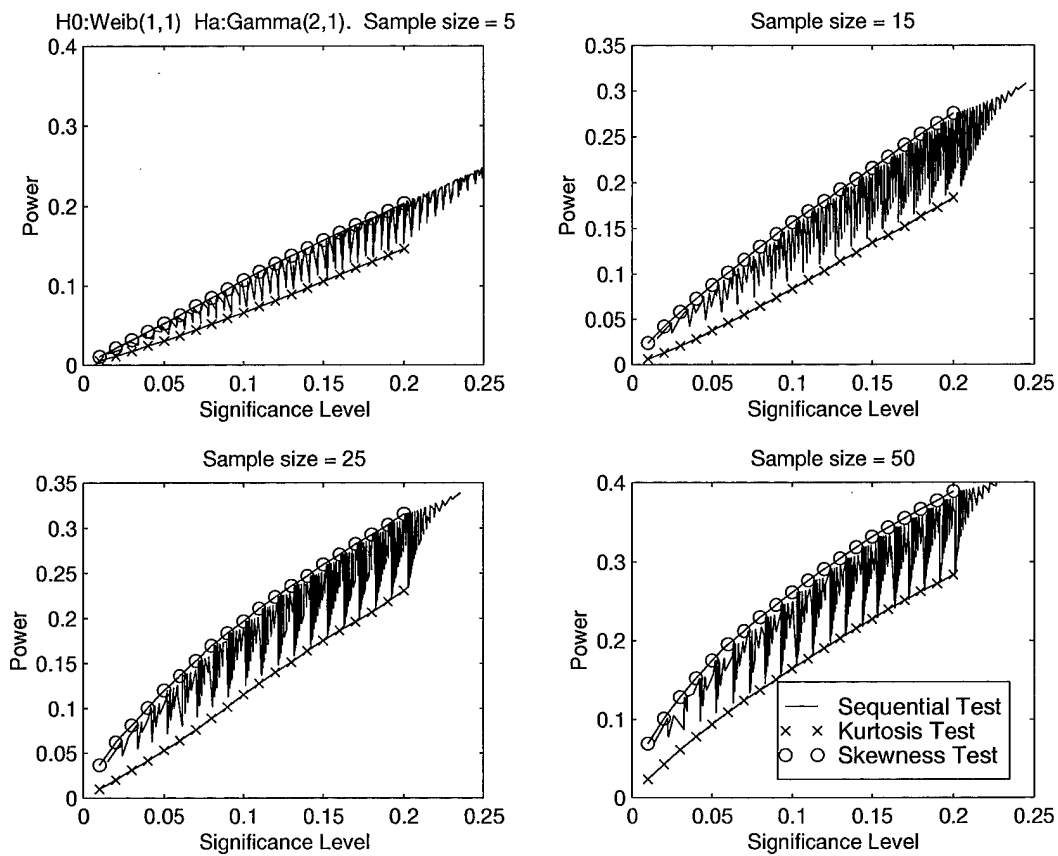 H0:Weib(1,1) Ha:Gamma(2,1). Sample size = 5
0.4
0.3
0.2
0.1
0
Power
0 0.05 0.1 0.15 0.2 0.25
Significance Level
Sample size = 15
0.35
0.3
0.25
0.2
0.15
0.1
0.05
0
Power
0 0.05 0.1 0.15 0.2 0.25
Significance Level
Sample size = 25
0.35
0.3
0.25
0.2
0.15
0.1
0.05
0
Power
0 0.05 0.1 0.15 0.2 0.25
Significance Level
Sample size = 50
0.4
0.3
0.2
0.1
0
Power
0 0.05 0.1 0.15 0.2 0.25
Significance Level
Sequential Test
Kurtosis Test
Skewness Test